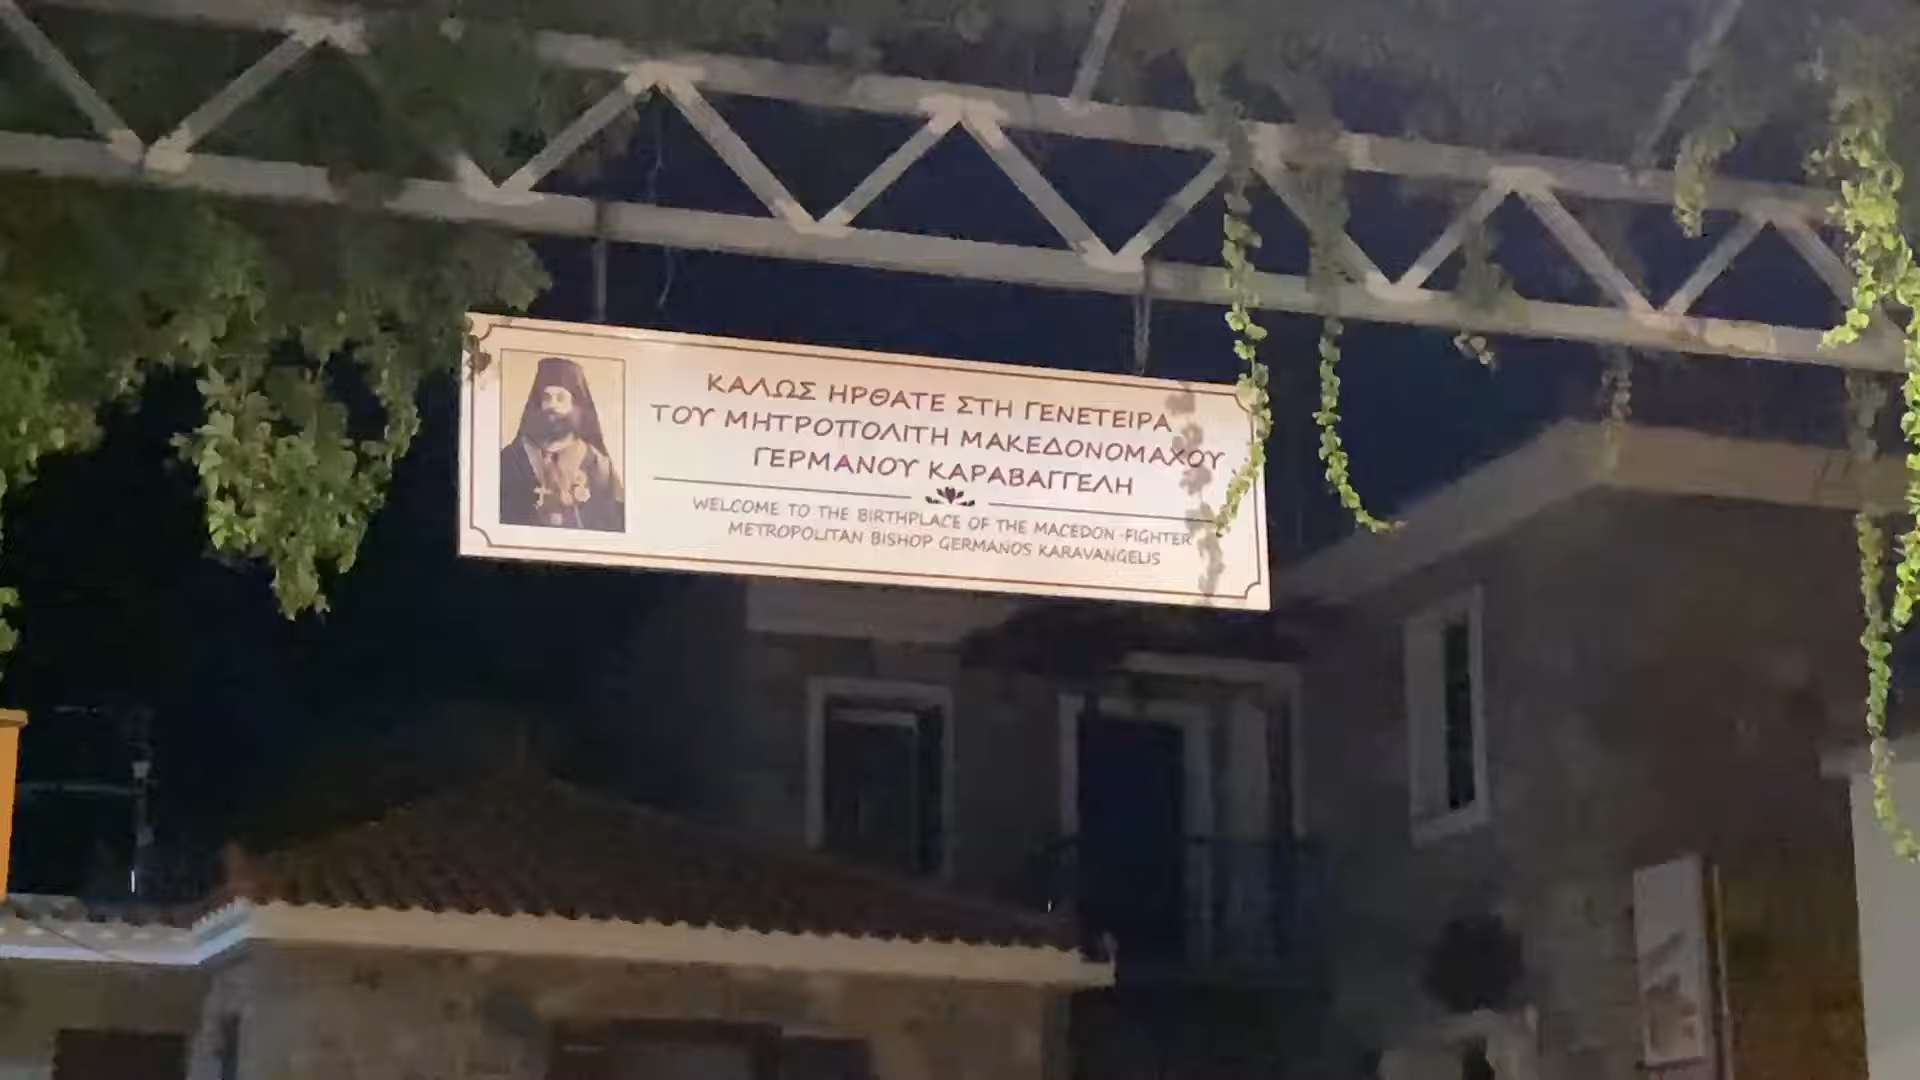 ΚΑΛΩΣ ΗΡΘΑΤΕ ΣΤΗ ΓΕΝΕΤΕΙΡΑ
ΤΟΥ ΜΗΤΡΟΠΟΛΙΤΗ ΜΑΚΕΔΟΝΟΜΑΧΟΥ
ΓΕΡΜΑΝΟΥ ΚΑΡΑΒΑΓΓΕΛΗ
WELCOME TO THE BIRTHPLACE OF THE MACEDON-FIGHTER
METROPOLITAN BISHOP GERMANOS KARAVANGELIS